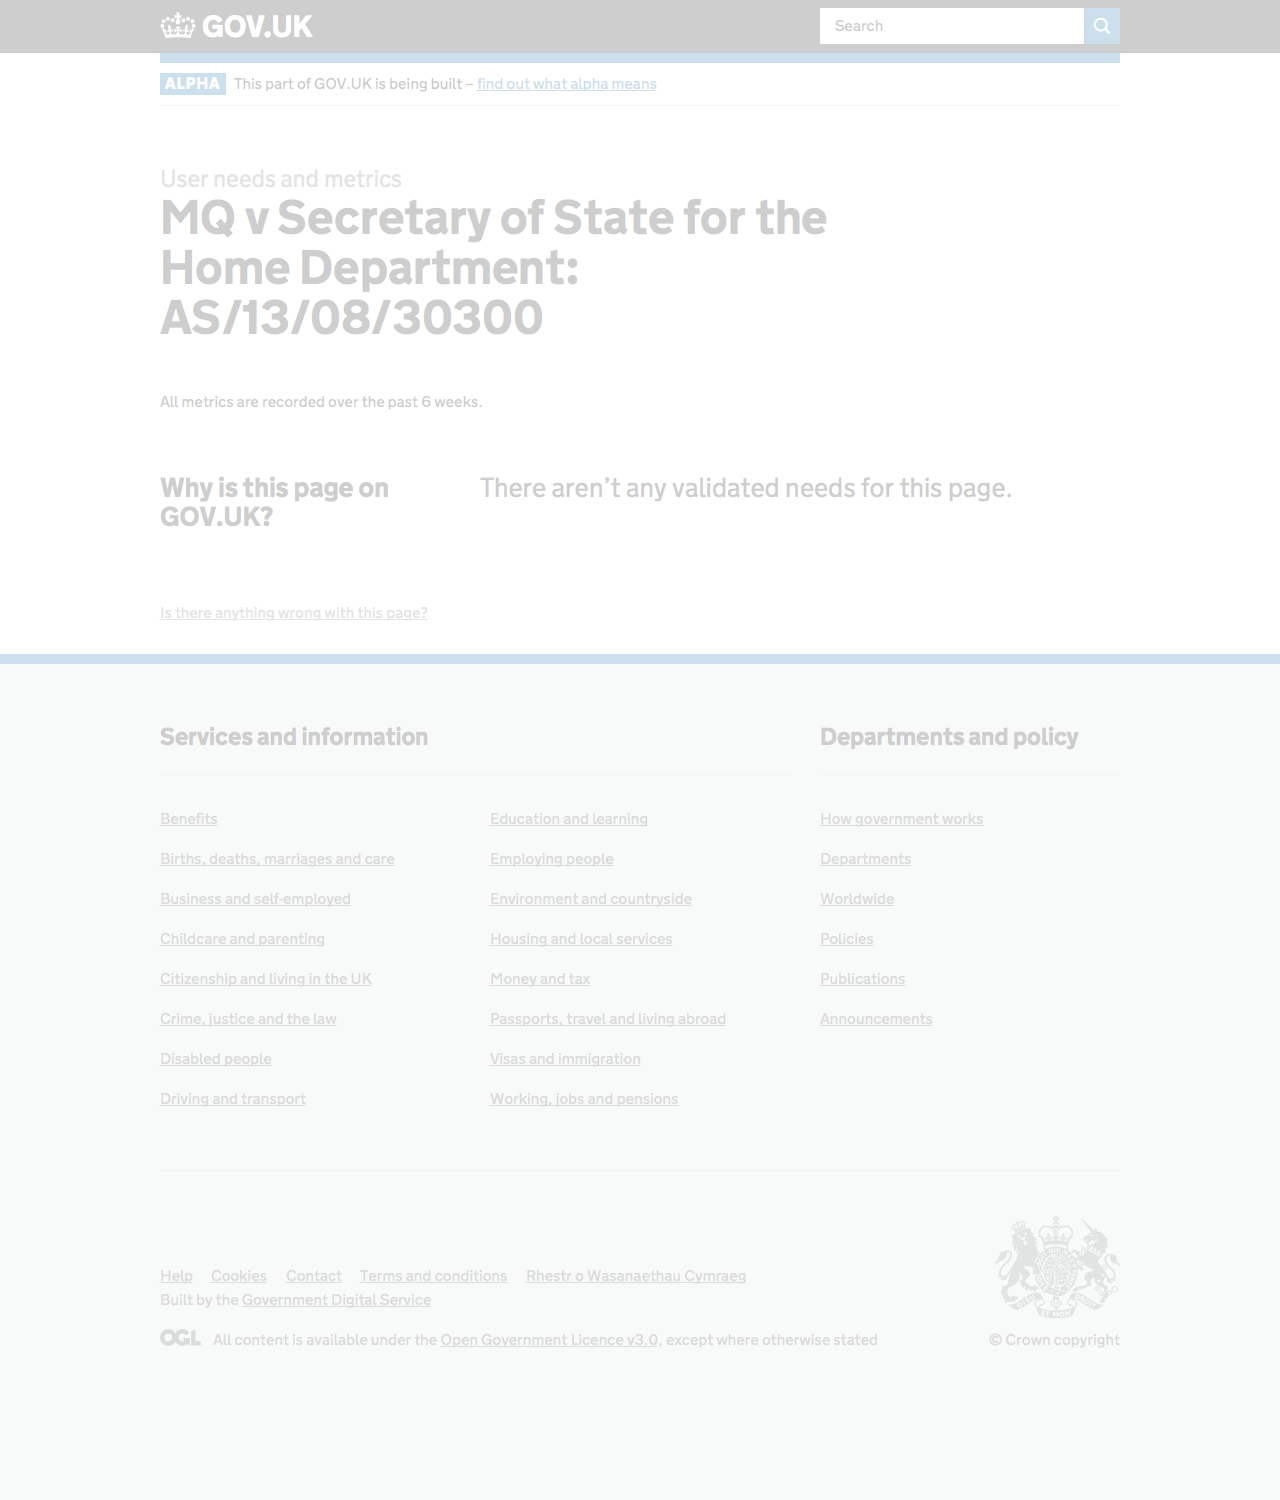 GOV.UK
Search
ALPHA This part of GOV.UK is being built – find out what alpha means
User needs and metrics
MQ v Secretary of State for the
Home Department:
AS/13/08/30300
All metrics are recorded over the past 6 weeks.
Why is this page on
GOV.UK?
There aren’t any validated needs for this page.
Is there anything wrong with this page?
Services and information
Benefits
Births, deaths, marriages and care
Business and self-employed
Childcare and parenting
Citizenship and living in the UK
Crime, justice and the law
Disabled people
Driving and transport
Education and learning
Employing people
Environment and countryside
Housing and local services
Money and tax
Passports, travel and living abroad
Visas and immigration
Working, jobs and pensions
Departments and policy
How government works
Departments
Worldwide
Policies
Publications
Announcements
Help Cookies Contact Terms and conditions Rhestr o Wasanaethau Cymraeg
Built by the Government Digital Service
OGL All content is available under the Open Government Licence v3.0, except where otherwise stated
© Crown copyright